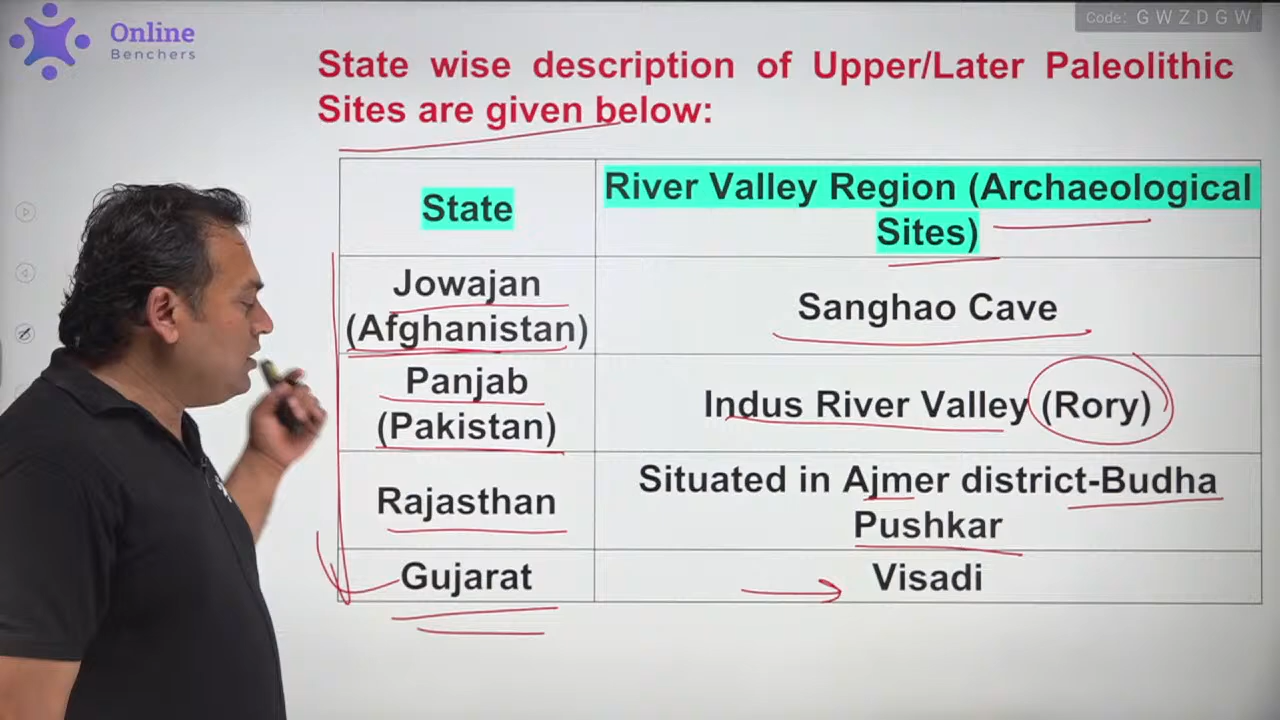 Online
Benchers
Code: G W Z D G W
State wise description of Upper/Later Paleolithic
Sites are given below:
State
River Valley Region (Archaeological
Sites)
Jowajan
(Afghanistan)
Sanghao Cave
Panjab
(Pakistan)
Indus River Valley (Rory)
Rajasthan
Situated in Ajmer district-Budha
Pushkar
Gujarat
Visadi